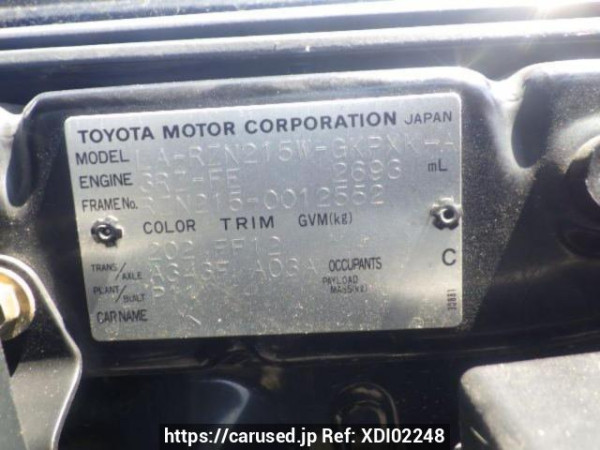 TOYOTA MOTOR CORPORATION JAPAN
MODEL LA-RZN215W-GKPXK-A
ENGINE 3RZ-FE 2693 mL
FRAME No. RZN215-0012552
COLOR TRIM GVM(kg)
202 FF12
TRANS/AXLE A343F A03A OCCUPANTS C
PLANT/BUILT PAYLOAD MASS(kg)
CAR NAME
https://carused.jp Ref: XDI02248